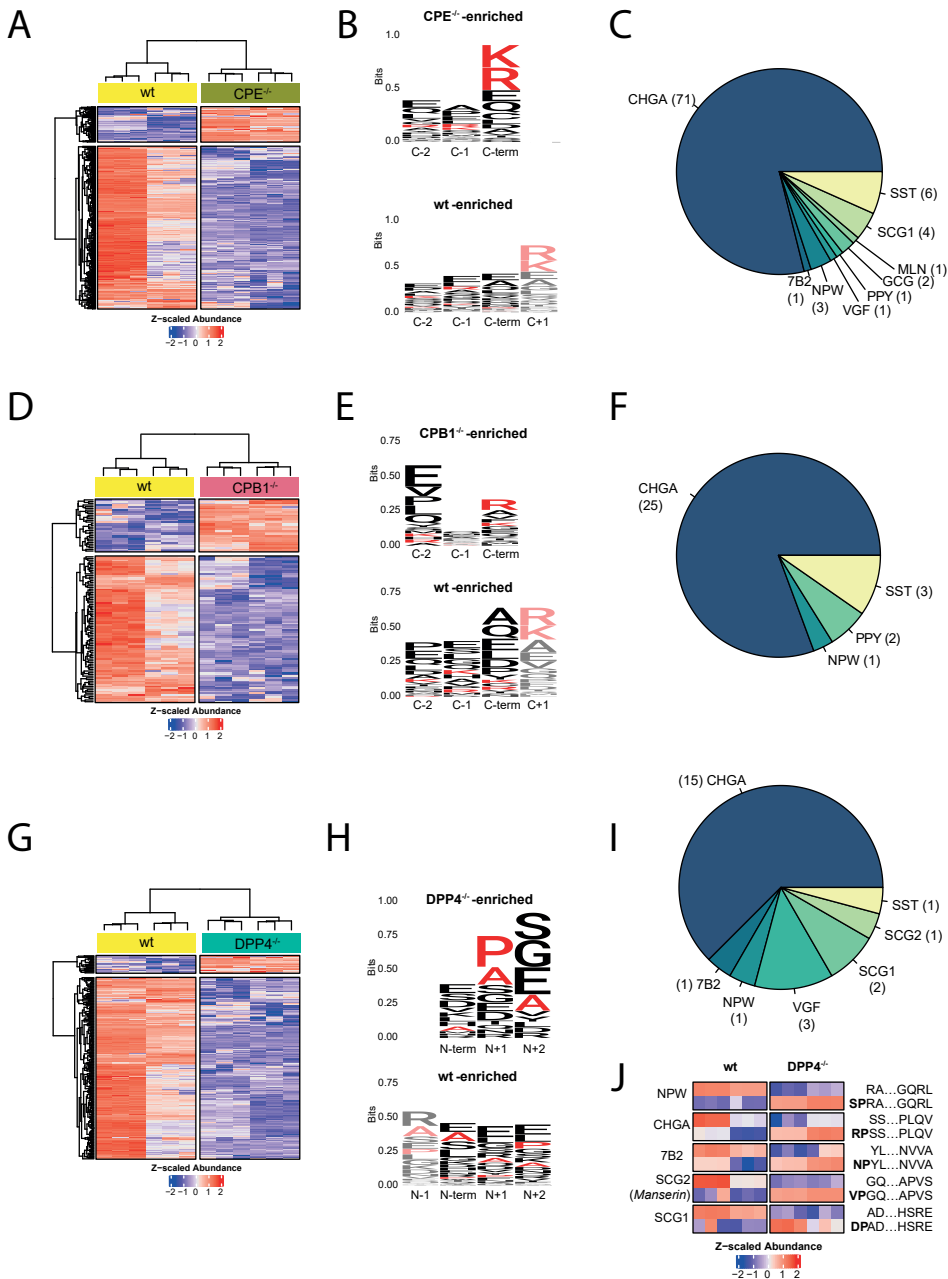 A
wt
CPE-/-
Z-scaled Abundance
-2 -1 0 1 2
B
CPE-/--enriched
Bits
1.0
0.5
0.0
K
R
C-2 C-1 C-term
wt-enriched
Bits
1.0
0.5
0.0
R
K
C-2 C-1 C-term C+1
C
CHGA (71)
SST (6)
SCG1 (4)
MLN (1)
GCG (2)
PPY (1)
VGF (1)
NPW
(3)
7B2
(1)
D
wt
CPB1-/-
Z-scaled Abundance
-2 -1 0 1 2
E
CPB1-/--enriched
Bits
0.75
0.50
0.25
0.00
E
R
C-2 C-1 C-term
wt-enriched
Bits
0.75
0.50
0.25
0.00
A R
Q K
C-2 C-1 C-term C+1
F
CHGA
(25)
SST (3)
PPY (2)
NPW (1)
G
wt
DPP4-/-
Z-scaled Abundance
-2 -1 0 1 2
H
DPP4-/--enriched
Bits
1.00
0.75
0.50
0.25
0.00
P S
A G
E
A
N-term N+1 N+2
wt-enriched
Bits
0.50
0.25
0.00
R
A
N-1 N-term N+1 N+2
I
(15) CHGA
SST (1)
SCG2 (1)
SCG1
(2)
VGF
(3)
NPW
(1)
(1) 7B2
J
wt DPP4-/-
NPW RA...GQRL
SPRA...GQRL
CHGA SS...PLQV
RPSS...PLQV
7B2 YL...NVVA
NPYL...NVVA
SCG2 GQ...APVS
(Manserin) VPGQ...APVS
SCG1 AD...HSRE
DPAD...HSRE
Z-scaled Abundance
-2 -1 0 1 2